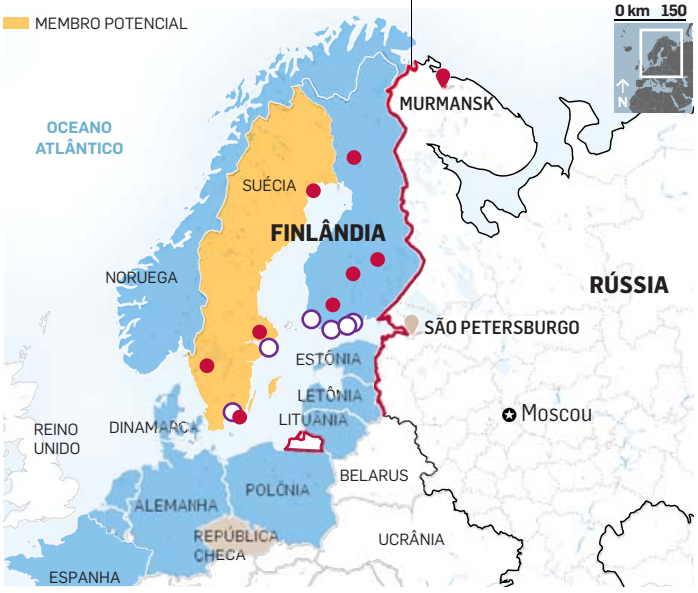 0 km 150
MEMBRO POTENCIAL
N
MURMANSK
OCEANO
ATLÂNTICO
SUÉCIA
FINLÂNDIA
NORUEGA
RÚSSIA
SÃO PETERSBURGO
ESTÔNIA
LETÔNIA
Moscou
LITUÂNIA
REINO
UNIDO
DINAMARCA
BELARUS
POLÔNIA
ALEMANHA
REPÚBLICA
CHECA
UCRÂNIA
ESPANHA